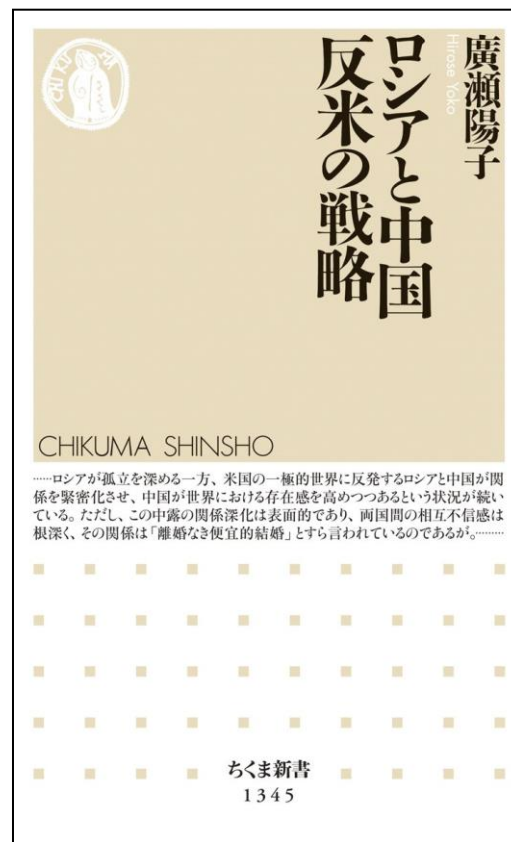 廣瀬陽子
Hirose Yoko
ロシアと中国
反米の戦略
CHIKUMA
CHIKUMA SHINSHO
……ロシアが孤立を深める一方、米国の一極的世界に反発するロシアと中国が関
係を緊密化させ、中国が世界における存在感を高めつつあるという状況が続い
ている。ただし、この中露の関係深化は表面的であり、両国間の相互不信感は
根深く、その関係は「離婚なき便宜的結婚」とすら言われているのであるが。………
ちくま新書
1345